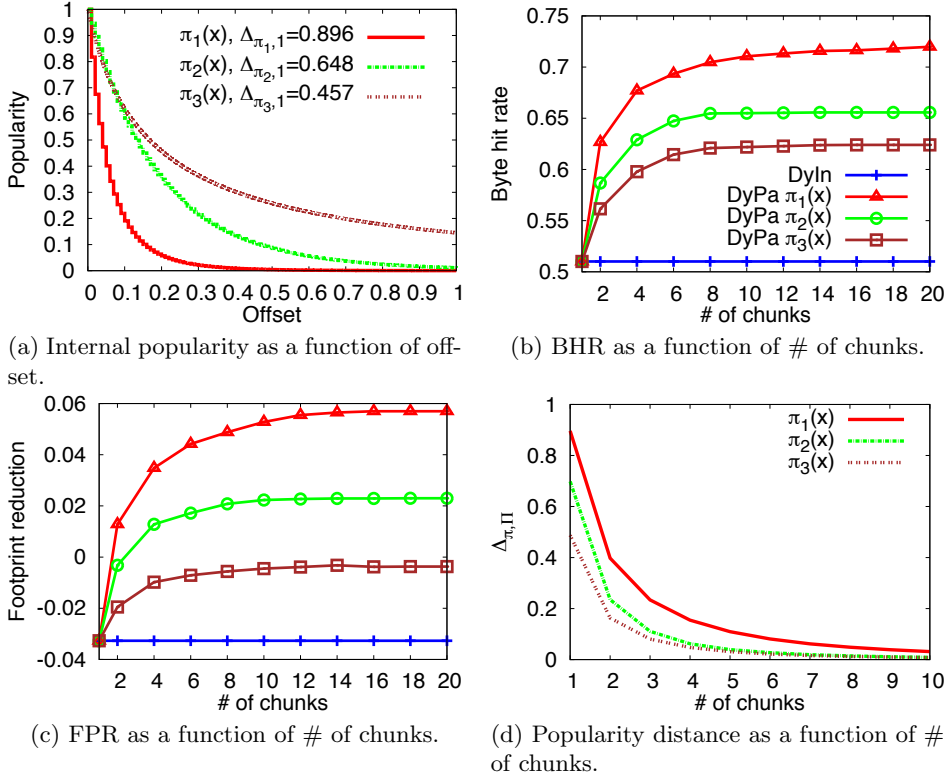 1
0.9
0.8
0.7
0.6
0.5
0.4
0.3
0.2
0.1
0
Popularity
π1(x), Δπ1,1=0.896
π2(x), Δπ2,1=0.648
π3(x), Δπ3,1=0.457
0 0.1 0.2 0.3 0.4 0.5 0.6 0.7 0.8 0.9 1
Offset
(a) Internal popularity as a function of off-
set.
0.75
0.7
0.65
0.6
0.55
0.5
Byte hit rate
DyIn
DyPa π1(x)
DyPa π2(x)
DyPa π3(x)
2 4 6 8 10 12 14 16 18 20
# of chunks
(b) BHR as a function of # of chunks.
0.06
0.04
0.02
0
-0.02
-0.04
Footprint reduction
2 4 6 8 10 12 14 16 18 20
# of chunks
(c) FPR as a function of # of chunks.
1
0.8
0.6
0.4
0.2
0
Δπ,Π
π1(x)
π2(x)
π3(x)
1 2 3 4 5 6 7 8 9 10
# of chunks
(d) Popularity distance as a function of #
of chunks.